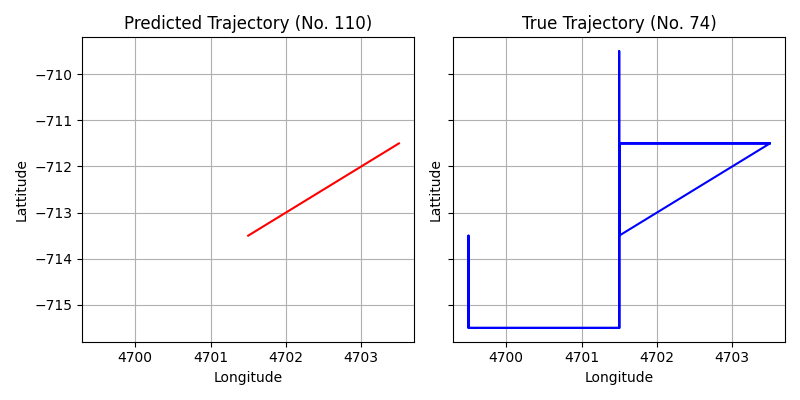 Predicted Trajectory (No. 110)
True Trajectory (No. 74)
−710
−711
−712
−713
−714
−715
Lattitude
Lattitude
4700 4701 4702 4703
4700 4701 4702 4703
Longitude
Longitude